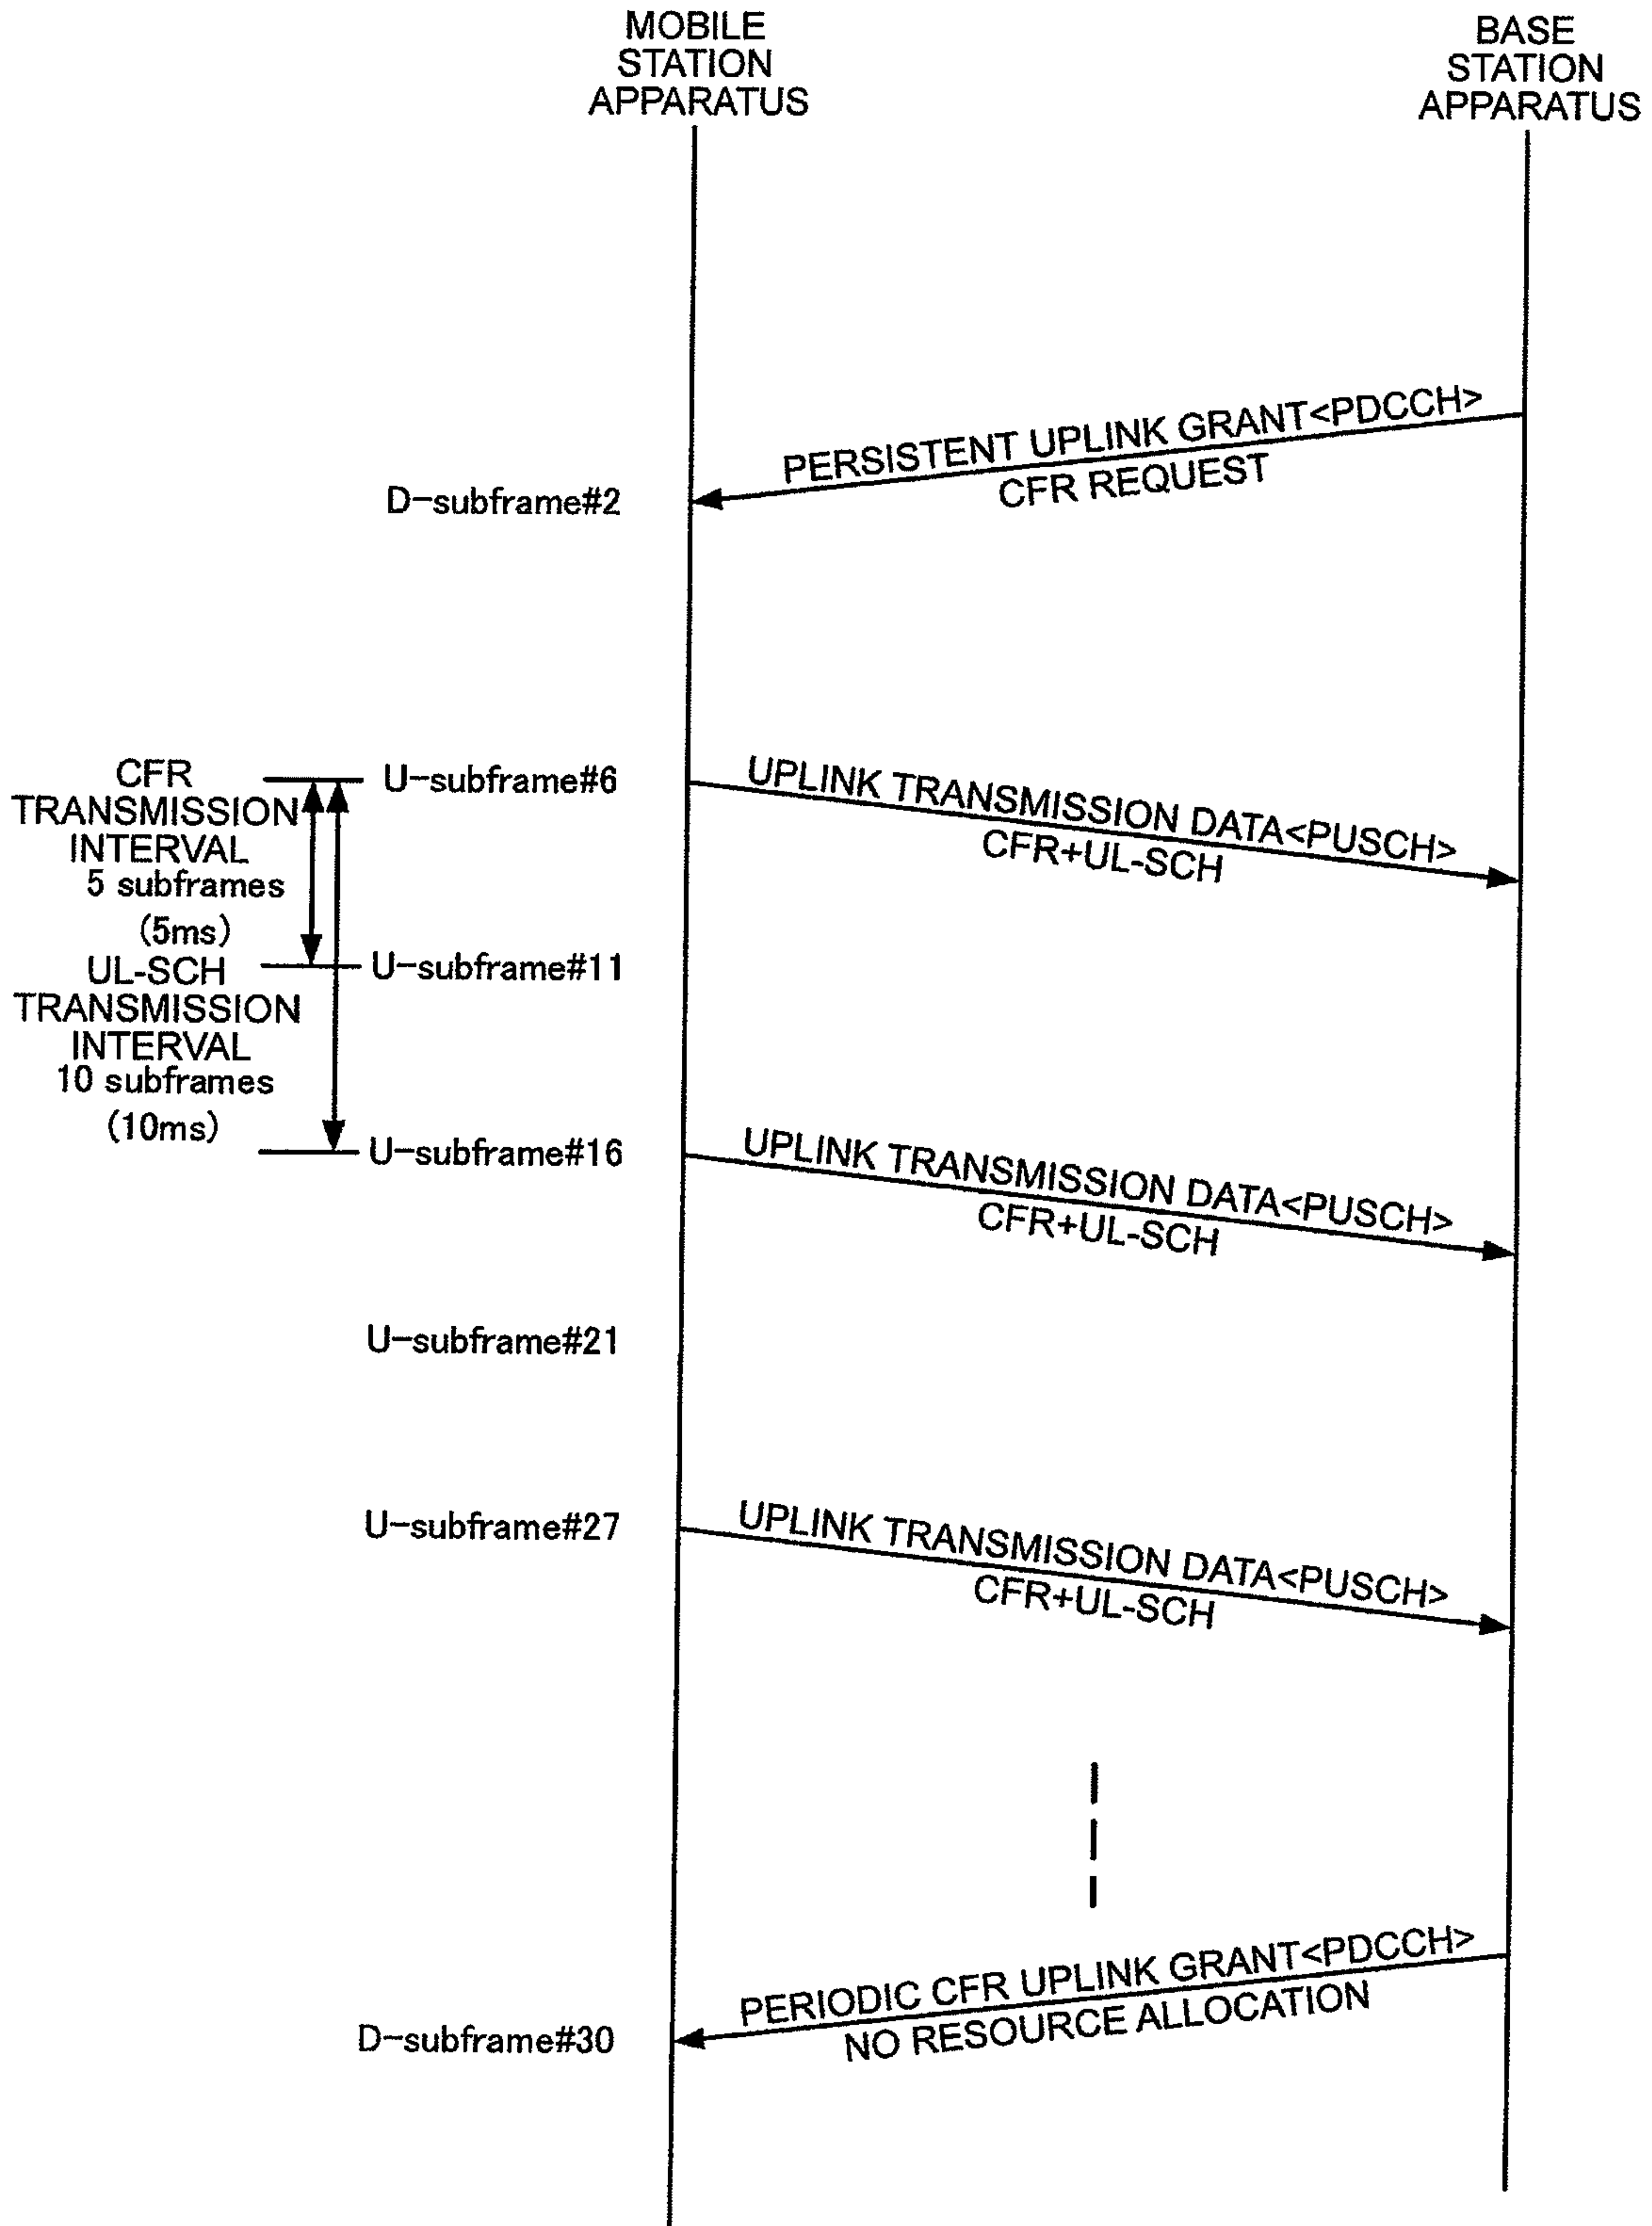 MOBILE
STATION
APPARATUS
BASE
STATION
APPARATUS
PERSISTENT UPLINK GRANT<PDCCH>
CFR REQUEST
D-subframe#2
CFR
TRANSMISSION
INTERVAL
5 subframes
(5ms)
U-subframe#6
UPLINK TRANSMISSION DATA<PUSCH>
CFR+UL-SCH
UL-SCH
TRANSMISSION
INTERVAL
10 subframes
(10ms)
U-subframe#11
U-subframe#16
UPLINK TRANSMISSION DATA<PUSCH>
CFR+UL-SCH
U-subframe#21
U-subframe#27
UPLINK TRANSMISSION DATA<PUSCH>
CFR+UL-SCH
PERIODIC CFR UPLINK GRANT<PDCCH>
NO RESOURCE ALLOCATION
D-subframe#30